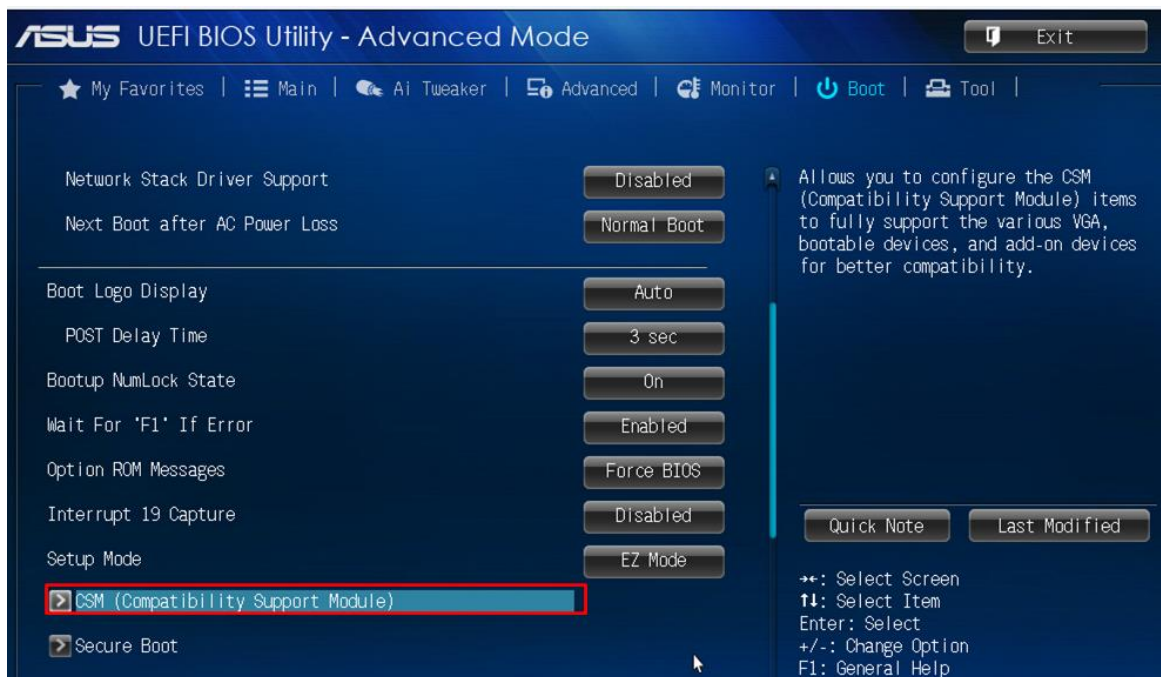 ASUS UEFI BIOS Utility - Advanced Mode
Exit
My Favorites | Main | Ai Tweaker | Advanced | Monitor | Boot | Tool |
Network Stack Driver Support Disabled
Next Boot after AC Power Loss Normal Boot
Boot Logo Display Auto
POST Delay Time 3 sec
Bootup NumLock State On
Wait For 'F1' If Error Enabled
Option ROM Messages Force BIOS
Interrupt 19 Capture Disabled
Setup Mode EZ Mode
CSM (Compatibility Support Module)
Secure Boot
Allows you to configure the CSM
(Compatibility Support Module) items
to fully support the various VGA,
bootable devices, and add-on devices
for better compatibility.
Quick Note Last Modified
→←: Select Screen
↑↓: Select Item
Enter: Select
+/-: Change Option
F1: General Help